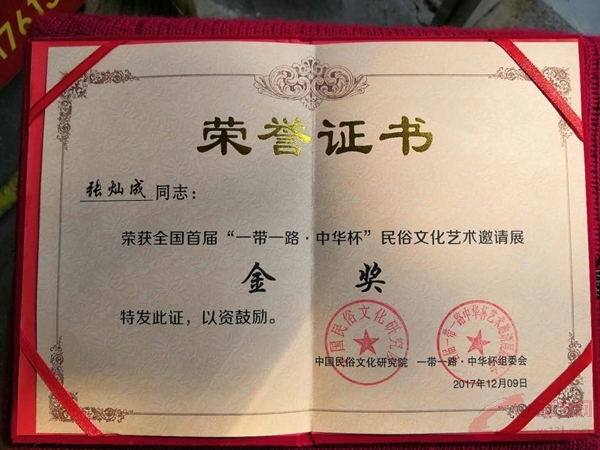 1761
荣誉证书
张灿成 同志：
荣获全国首届“一带一路·中华杯”民俗文化艺术邀请展
金 奖
特发此证，以资鼓励。
中国民俗文化研究院 一带一路·中华杯组委会
2017年12月09日